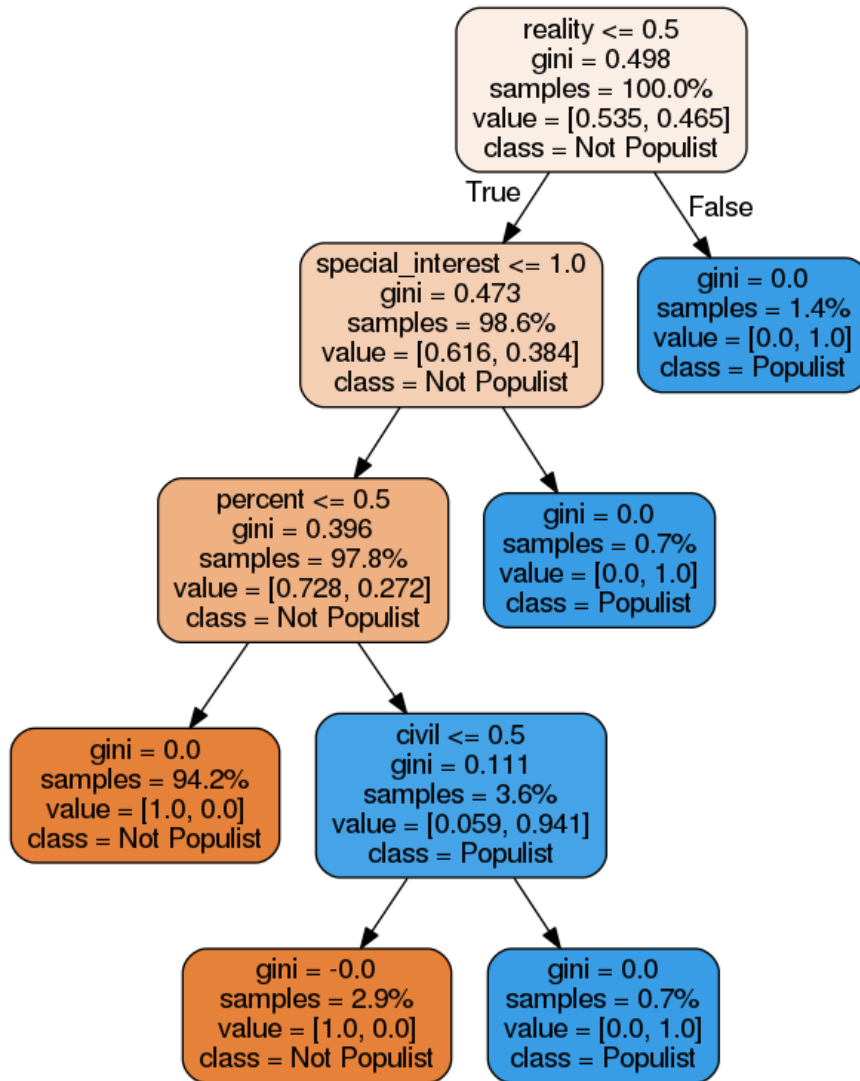 reality <= 0.5
gini = 0.498
samples = 100.0%
value = [0.535, 0.465]
class = Not Populist
True
False
special_interest <= 1.0
gini = 0.473
samples = 98.6%
value = [0.616, 0.384]
class = Not Populist
gini = 0.0
samples = 1.4%
value = [0.0, 1.0]
class = Populist
percent <= 0.5
gini = 0.396
samples = 97.8%
value = [0.728, 0.272]
class = Not Populist
gini = 0.0
samples = 0.7%
value = [0.0, 1.0]
class = Populist
gini = 0.0
samples = 94.2%
value = [1.0, 0.0]
class = Not Populist
civil <= 0.5
gini = 0.111
samples = 3.6%
value = [0.059, 0.941]
class = Populist
gini = -0.0
samples = 2.9%
value = [1.0, 0.0]
class = Not Populist
gini = 0.0
samples = 0.7%
value = [0.0, 1.0]
class = Populist